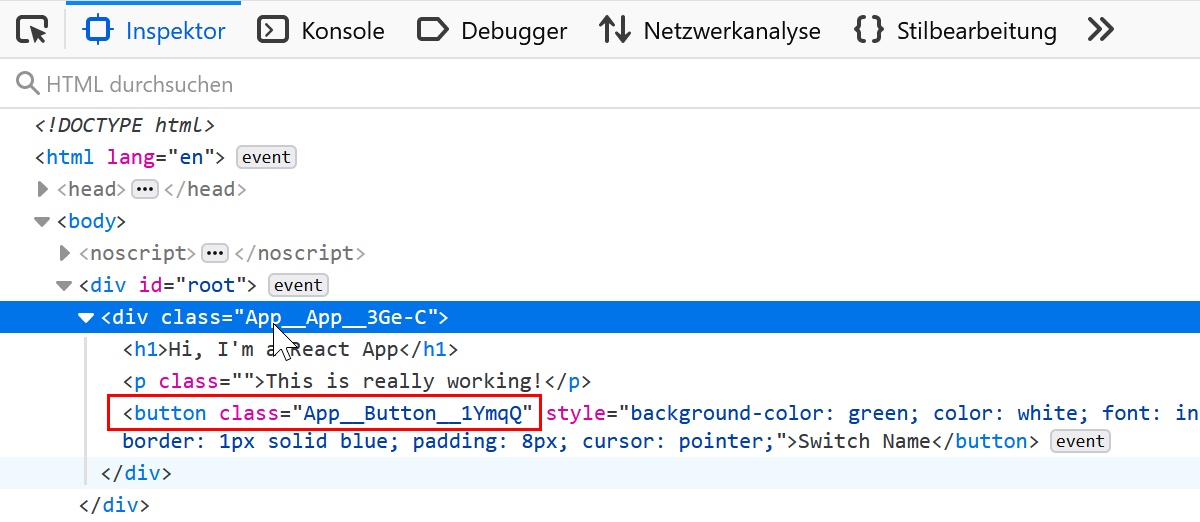 Inspektor Konsole Debugger Netzwerkanalyse Stilbearbeitung
HTML durchsuchen
<!DOCTYPE html>
<html lang="en"> event
<head> ••• </head>
<body>
<noscript> ••• </noscript>
<div id="root"> event
<div class="App__App__3Ge-C">
<h1>Hi, I'm a React App</h1>
<p class="">This is really working!</p>
<button class="App__Button__1YmqQ" style="background-color: green; color: white; font: in
border: 1px solid blue; padding: 8px; cursor: pointer;">Switch Name</button> event
</div>
</div>